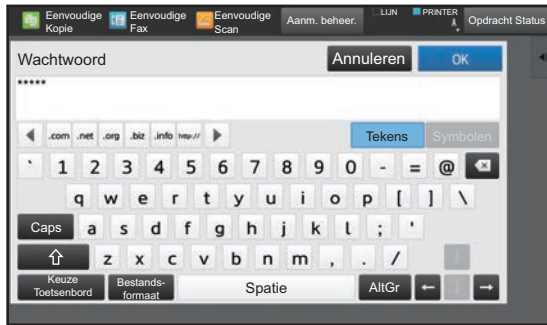 Eenvoudige Kopie
Eenvoudige Fax
Eenvoudige Scan
Aanm. beheer.
LIJN
PRINTER
Opdracht Status
Wachtwoord
Annuleren
OK
*****
.com .net .org .biz .info http://
Tekens
Symbolen
` 1 2 3 4 5 6 7 8 9 0 - = @
q w e r t y u i o p [ ] \
Caps a s d f g h j k l ; '
z x c v b n m , . /
Keuze Toetsenbord
Bestands-formaat
Spatie
AltGr